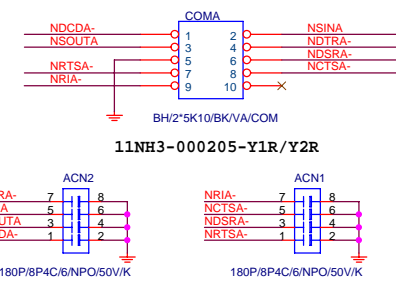 COMA
NDCDA- 1 2 NSINA
NSOUTA 3 4 NDTRA-
5 6 NDSRA-
NRTSA- 7 8 NCTSA-
NRIA- 9 10
BH/2*5K10/BK/VA/COM
11NH3-000205-Y1R/Y2R
ACN2
RA- 7 8
A 5 6
UTA 3 4
DA- 1 2
180P/8P4C/6/NPO/50V/K
ACN1
NRIA- 7 8
NCTSA- 5 6
NDSRA- 3 4
NRTSA- 1 2
180P/8P4C/6/NPO/50V/K